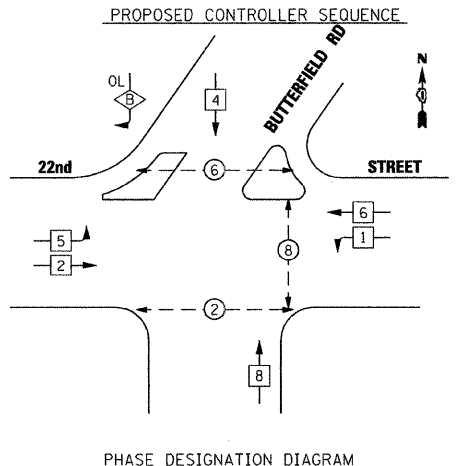 PROPOSED CONTROLLER SEQUENCE
OL
B
4
BUTTERFIELD RD
N
22nd
6
STREET
5
2
8
6
1
2
8
PHASE DESIGNATION DIAGRAM